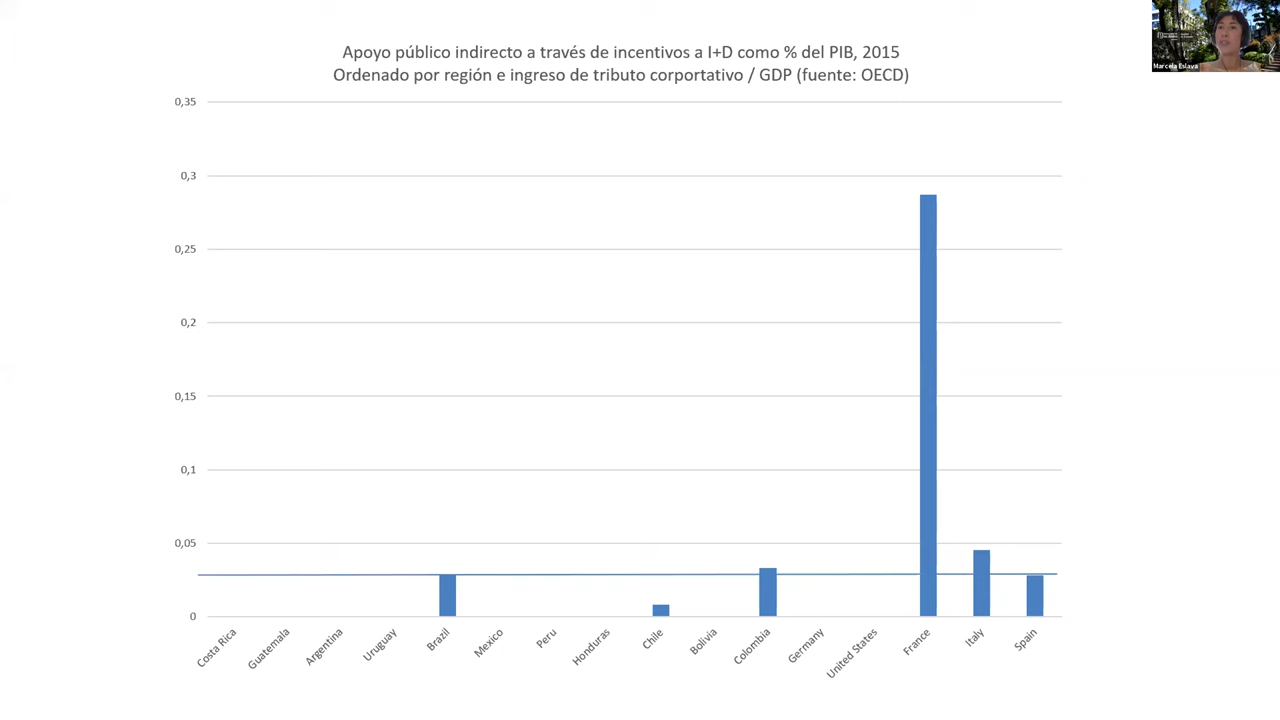 Apoyo público indirecto a través de incentivos a I+D como % del PIB, 2015
Ordenado por región e ingreso de tributo corportativo / GDP (fuente: OECD)
Marcela Eslava
0,35
0,3
0,25
0,2
0,15
0,1
0,05
0
Costa Rica
Guatemala
Argentina
Uruguay
Brazil
Mexico
Peru
Honduras
Chile
Bolivia
Colombia
Germany
United States
France
Italy
Spain